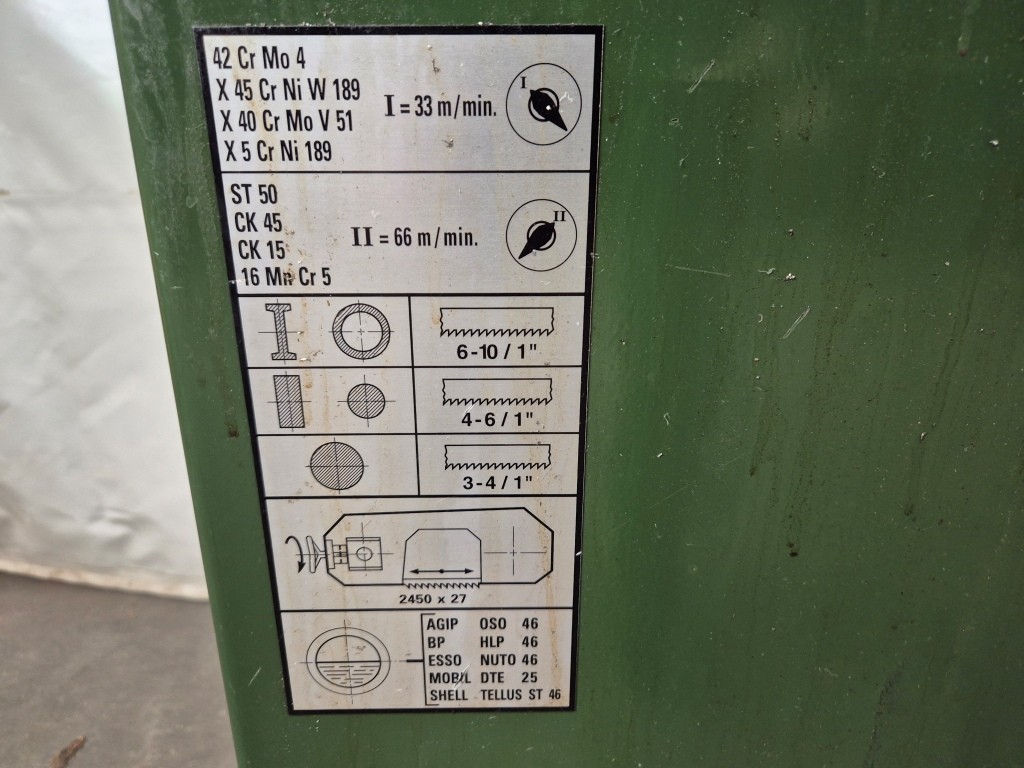 42 Cr Mo 4
X 45 Cr Ni W 189
X 40 Cr Mo V 51
X 5 Cr Ni 189
I = 33 m/min.
I
ST 50
CK 45
CK 15
16 Mn Cr 5
II = 66 m/min.
II
6-10 / 1"
4-6 / 1"
3-4 / 1"
2450 x 27
AGIP OSO 46
BP HLP 46
ESSO NUTO 46
MOBIL DTE 25
SHELL TELLUS ST 46